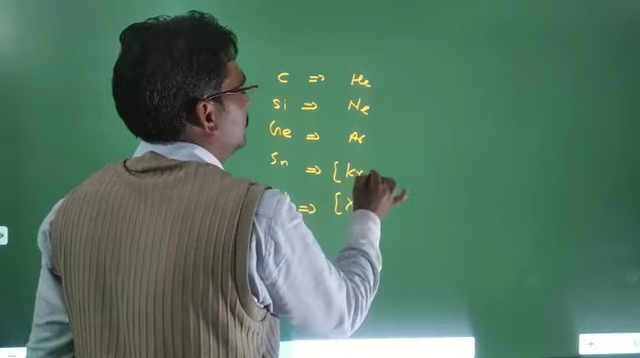 C ⇒ He
Si ⇒ Ne
Ge ⇒ Ar
Sn ⇒ [Kr
⇒ [